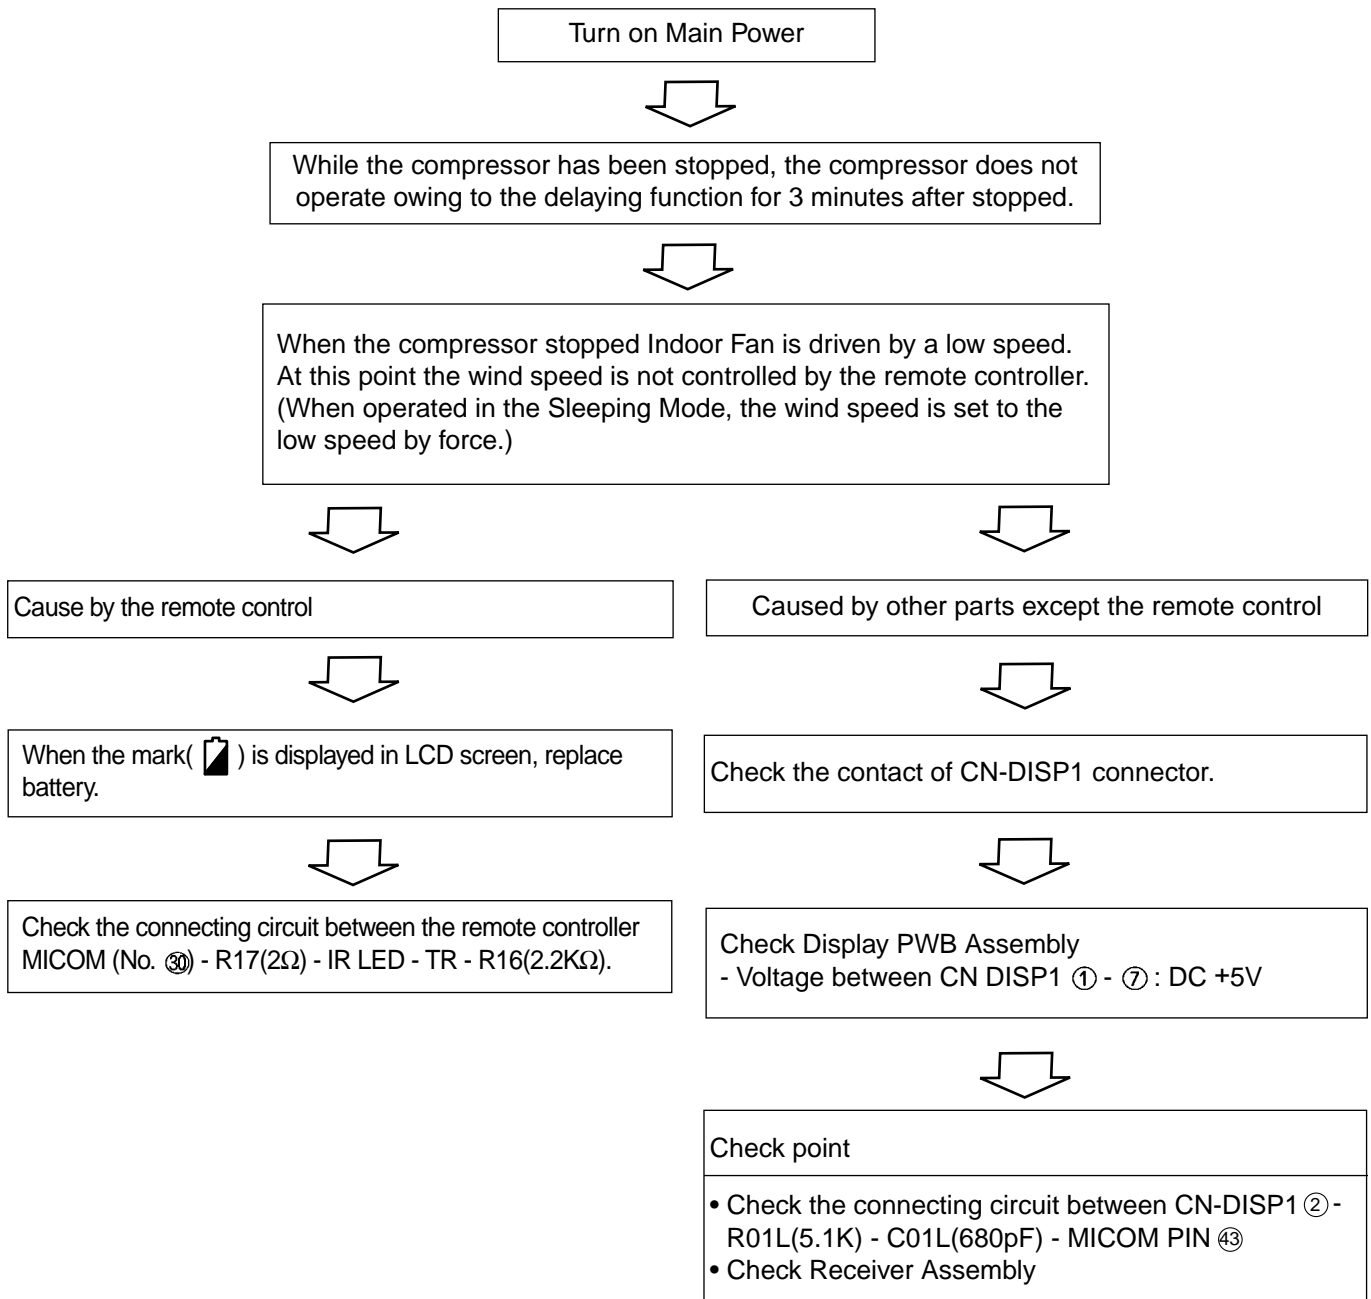 Turn on Main Power
While the compressor has been stopped, the compressor does not
operate owing to the delaying function for 3 minutes after stopped.
When the compressor stopped Indoor Fan is driven by a low speed.
At this point the wind speed is not controlled by the remote controller.
(When operated in the Sleeping Mode, the wind speed is set to the
low speed by force.)
Cause by the remote control
When the mark( ) is displayed in LCD screen, replace
battery.
Check the connecting circuit between the remote controller
MICOM (No. ㉚) - R17(2Ω) - IR LED - TR - R16(2.2KΩ).
Caused by other parts except the remote control
Check the contact of CN-DISP1 connector.
Check Display PWB Assembly
- Voltage between CN DISP1 ① - ⑦ : DC +5V
Check point
• Check the connecting circuit between CN-DISP1 ② -
R01L(5.1K) - C01L(680pF) - MICOM PIN ㊸
• Check Receiver Assembly